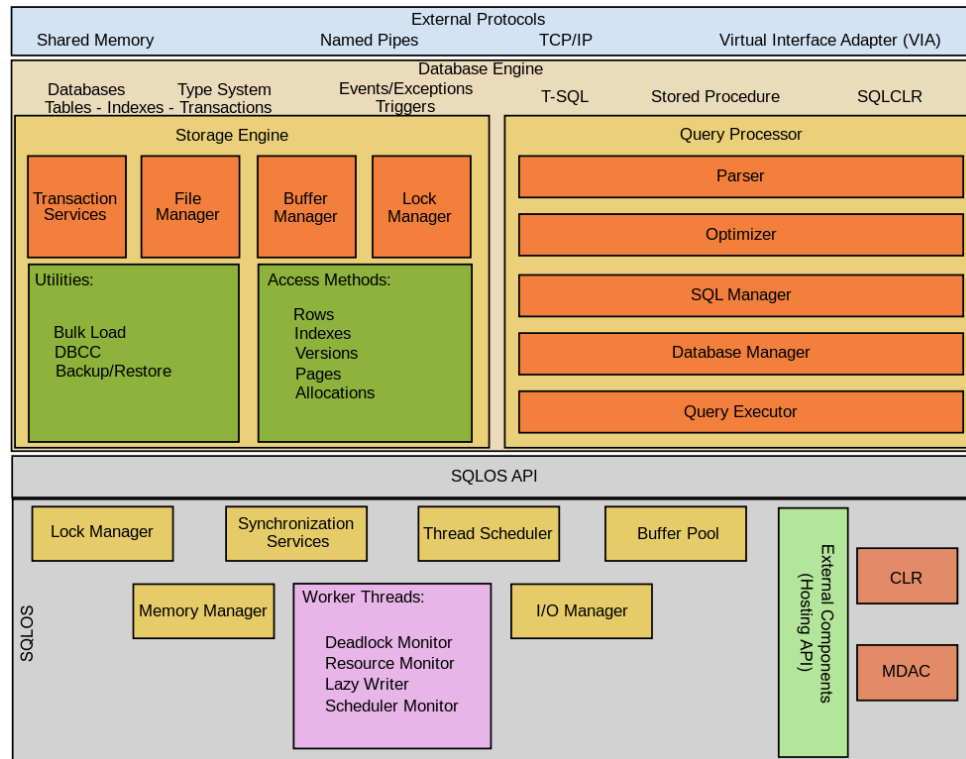 External Protocols
Shared Memory Named Pipes TCP/IP Virtual Interface Adapter (VIA)
Database Engine
Databases Type System Events/Exceptions T-SQL Stored Procedure SQLCLR
Tables - Indexes - Transactions Triggers
Storage Engine
Transaction
Services
File
Manager
Buffer
Manager
Lock
Manager
Utilities:
Bulk Load
DBCC
Backup/Restore
Access Methods:
Rows
Indexes
Versions
Pages
Allocations
Query Processor
Parser
Optimizer
SQL Manager
Database Manager
Query Executor
SQLOS API
SQLOS
Lock Manager
Synchronization
Services
Thread Scheduler
Buffer Pool
Memory Manager
Worker Threads:
Deadlock Monitor
Resource Monitor
Lazy Writer
Scheduler Monitor
I/O Manager
External Components
(Hosting API)
CLR
MDAC